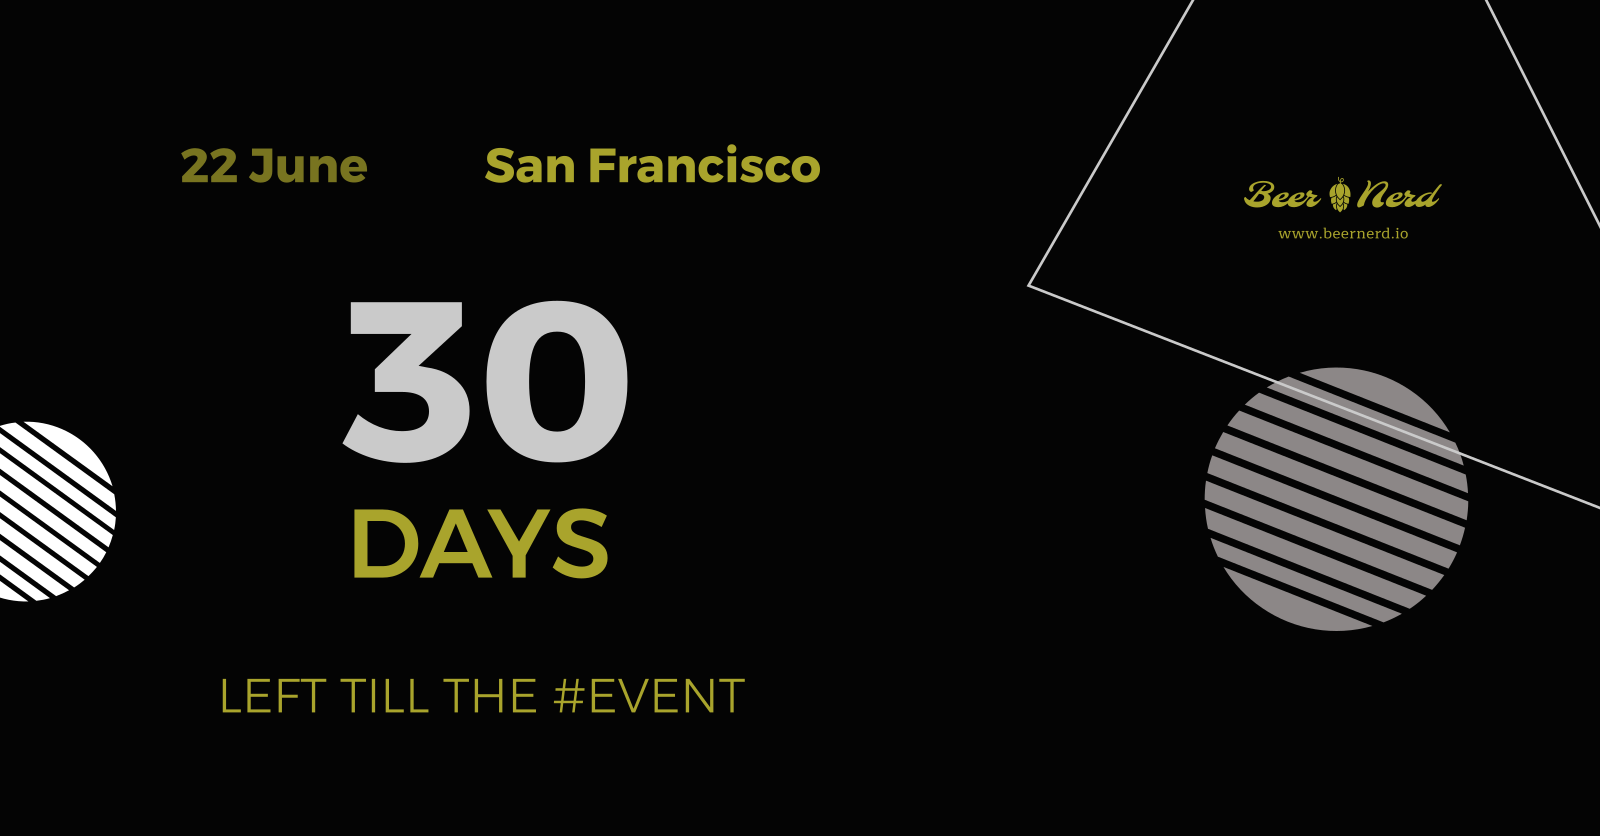 22 June
San Francisco
Beer Nerd
www.beernerd.io
30
DAYS
LEFT TILL THE #EVENT